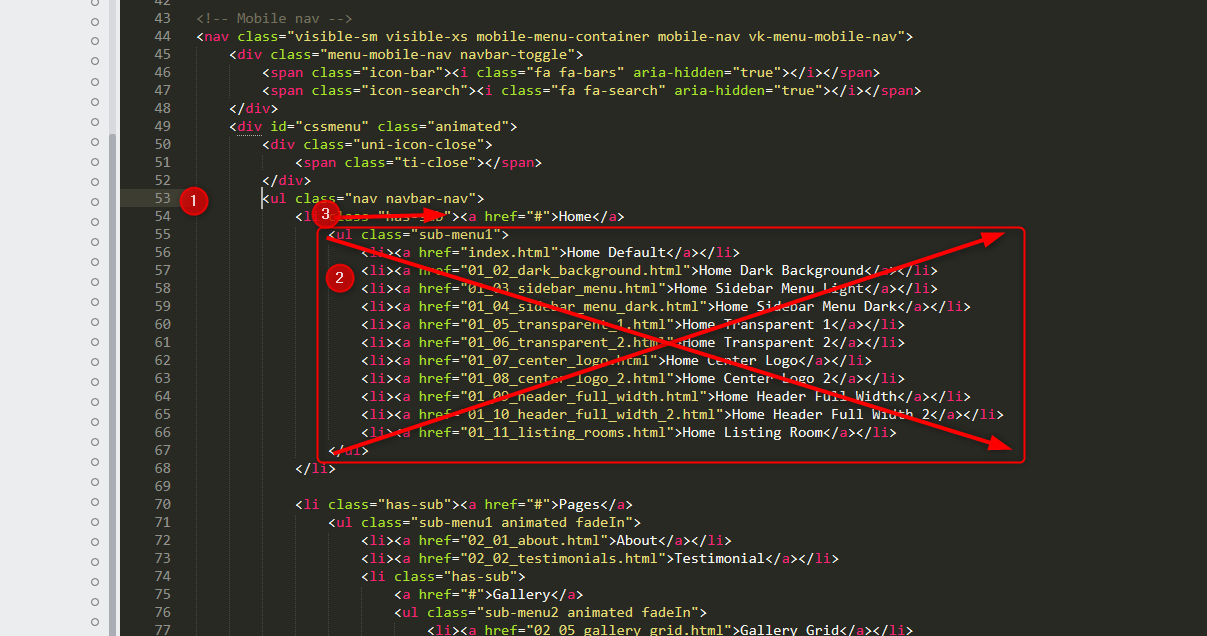 42
43 <!-- Mobile nav -->
44 <nav class="visible-sm visible-xs mobile-menu-container mobile-nav vk-menu-mobile-nav">
45 <div class="menu-mobile-nav navbar-toggle">
46 <span class="icon-bar"><i class="fa fa-bars" aria-hidden="true"></i></span>
47 <span class="icon-search"><i class="fa fa-search" aria-hidden="true"></i></span>
48 </div>
49 <div id="cssmenu" class="animated">
50 <div class="uni-icon-close">
51 <span class="ti-close"></span>
52 </div>
53 1 <ul class="nav navbar-nav">
54 <li 3 class="has-sub"><a href="#">Home</a>
55 <ul class="sub-menu1">
56 <li><a href="index.html">Home Default</a></li>
57 2 <li><a href="01_02_dark_background.html">Home Dark Background</a></li>
58 <li><a href="01_03_sidebar_menu.html">Home Sidebar Menu Light</a></li>
59 <li><a href="01_04_sidebar_menu_dark.html">Home Sidebar Menu Dark</a></li>
60 <li><a href="01_05_transparent_1.html">Home Transparent 1</a></li>
61 <li><a href="01_06_transparent_2.html">Home Transparent 2</a></li>
62 <li><a href="01_07_center_logo.html">Home Center Logo</a></li>
63 <li><a href="01_08_center_logo_2.html">Home Center Logo 2</a></li>
64 <li><a href="01_09_header_full_width.html">Home Header Full Width</a></li>
65 <li><a href="01_10_header_full_width_2.html">Home Header Full Width 2</a></li>
66 <li><a href="01_11_listing_rooms.html">Home Listing Room</a></li>
67 </ul>
68 </li>
69
70 <li class="has-sub"><a href="#">Pages</a>
71 <ul class="sub-menu1 animated fadeIn">
72 <li><a href="02_01_about.html">About</a></li>
73 <li><a href="02_02_testimonials.html">Testimonial</a></li>
74 <li class="has-sub">
75 <a href="#">Gallery</a>
76 <ul class="sub-menu2 animated fadeIn">
77 <li><a href="02_05_gallery_grid.html">Gallery Grid</a></li>